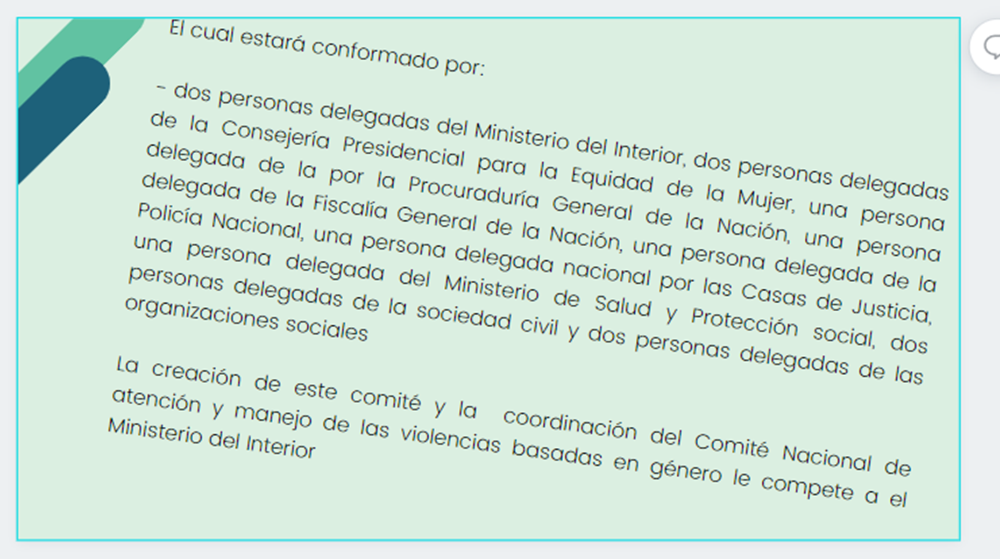 El cual estará conformado por:
- dos personas delegadas del Ministerio del Interior, dos personas delegadas
de la Consejería Presidencial para la Equidad de la Mujer, una persona
delegada de la por la Procuraduría General de la Nación, una persona
delegada de la Fiscalía General de la Nación, una persona delegada de la
Policía Nacional, una persona delegada nacional por las Casas de Justicia,
una persona delegada del Ministerio de Salud y Protección social, dos
personas delegadas de la sociedad civil y dos personas delegadas de las
organizaciones sociales
La creación de este comité y la coordinación del Comité Nacional de
atención y manejo de las violencias basadas en género le compete a el
Ministerio del Interior